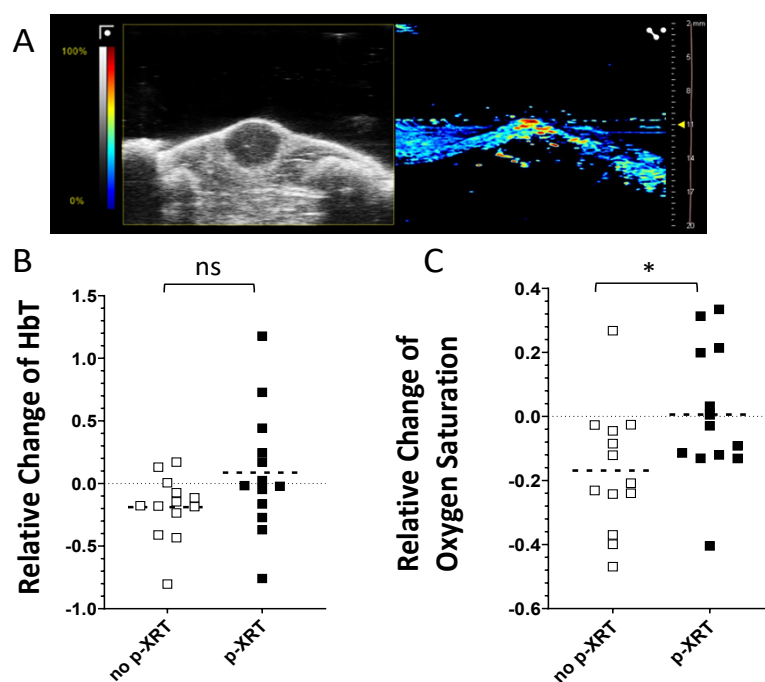 A
100%
0%
2 mm
5
8
11
14
17
20
B
ns
Relative Change of HbT
1.5
1.0
0.5
0.0
-0.5
-1.0
no p-XRT
p-XRT
C
*
Relative Change of
Oxygen Saturation
0.4
0.2
0.0
-0.2
-0.4
-0.6
no p-XRT
p-XRT